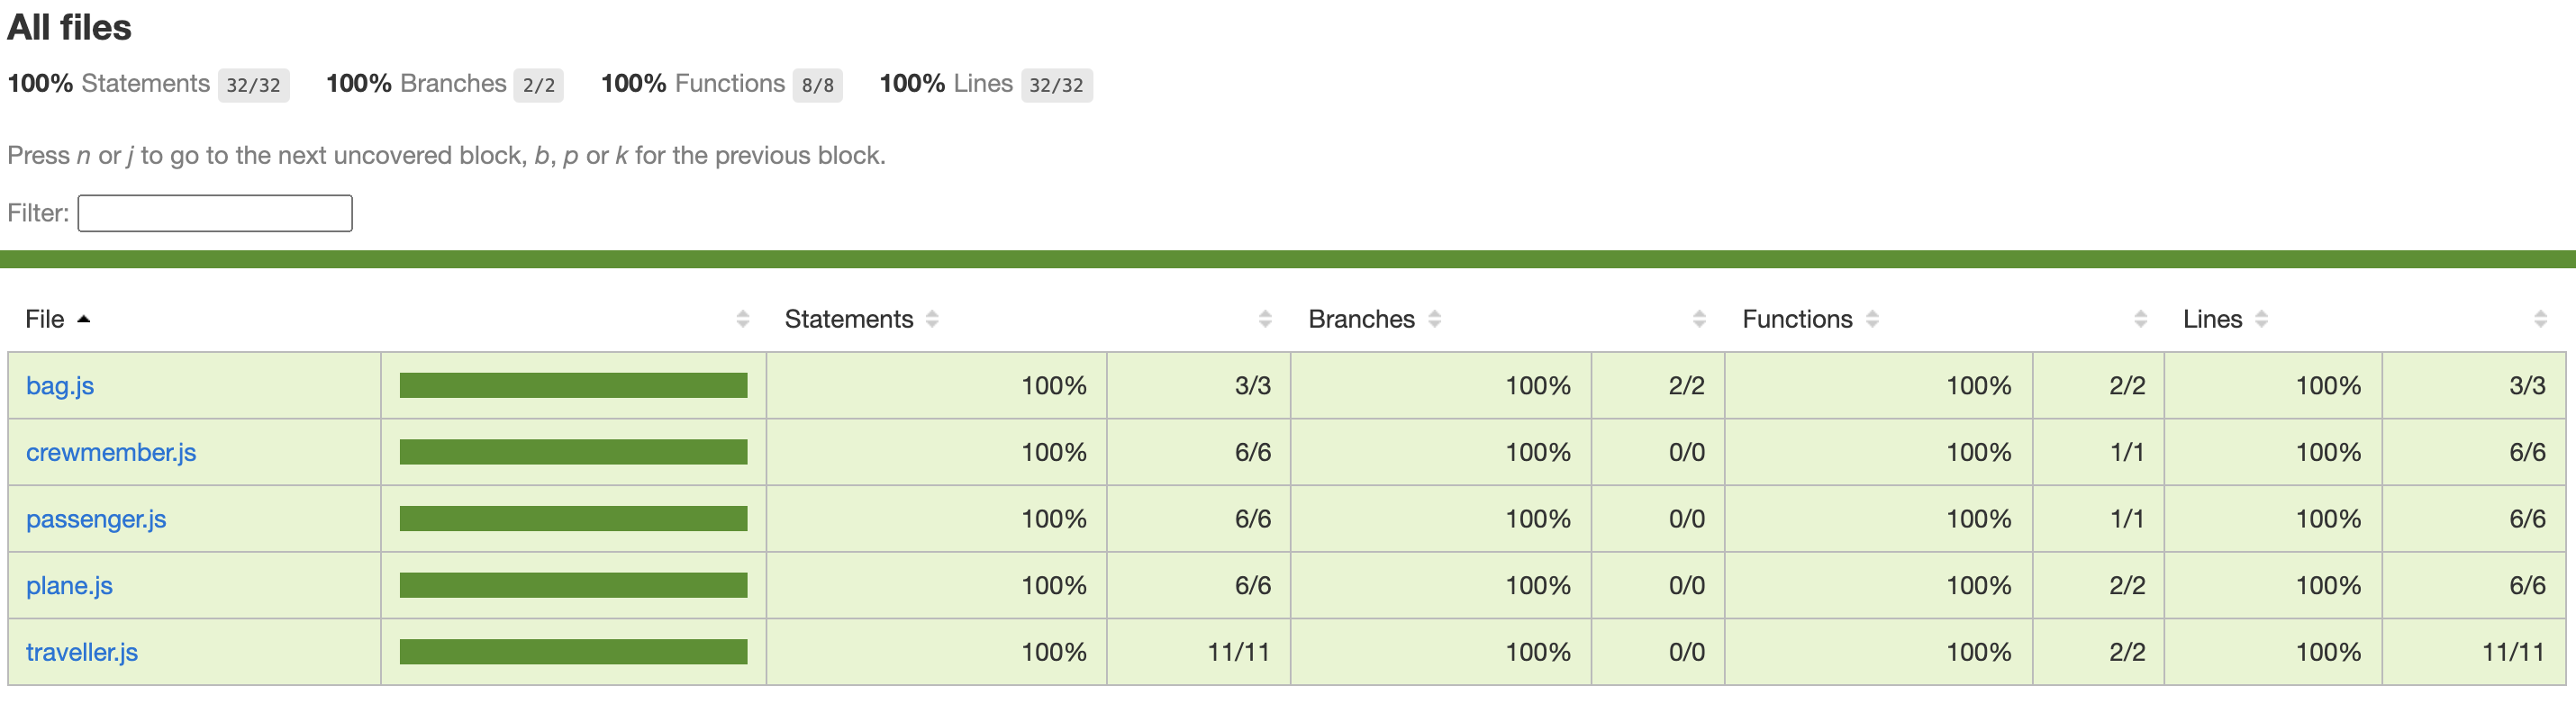 All files
100% Statements 32/32 100% Branches 2/2 100% Functions 8/8 100% Lines 32/32
Press n or j to go to the next uncovered block, b, p or k for the previous block.
Filter:
File Statements Branches Functions Lines
bag.js 100% 3/3 100% 2/2 100% 2/2 100% 3/3
crewmember.js 100% 6/6 100% 0/0 100% 1/1 100% 6/6
passenger.js 100% 6/6 100% 0/0 100% 1/1 100% 6/6
plane.js 100% 6/6 100% 0/0 100% 2/2 100% 6/6
traveller.js 100% 11/11 100% 0/0 100% 2/2 100% 11/11